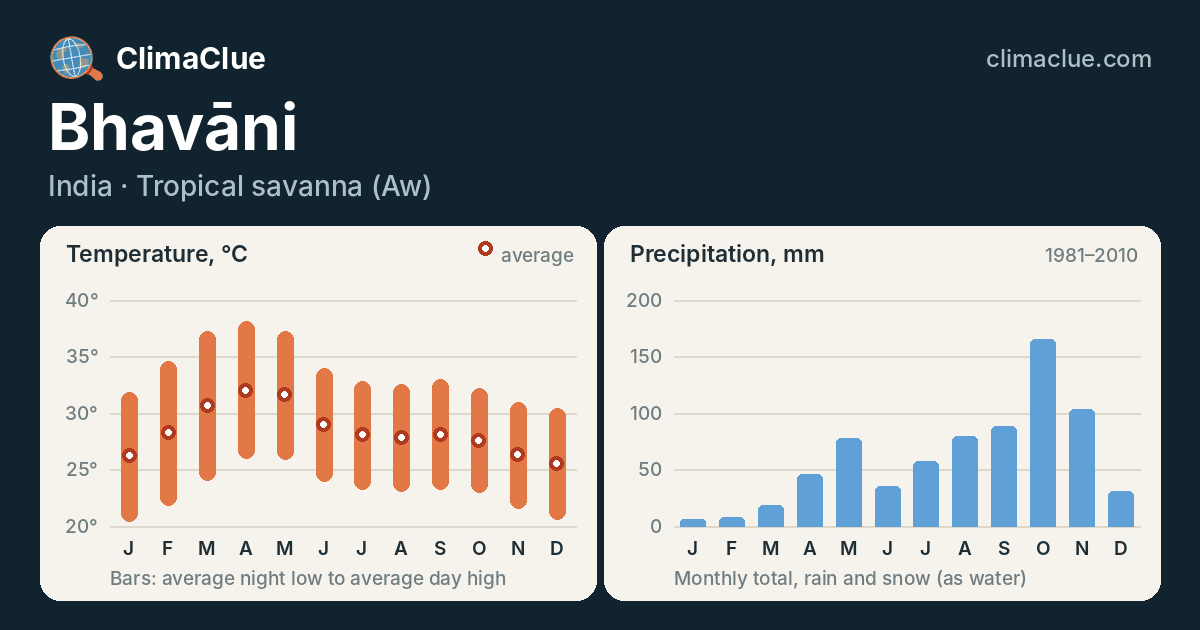 ClimaClue
climaclue.com
Bhavāni
India · Tropical savanna (Aw)
Temperature, °C
average
40°
35°
30°
25°
20°
J F M A M J J A S O N D
Bars: average night low to average day high
Precipitation, mm
1981–2010
200
150
100
50
0
J F M A M J J A S O N D
Monthly total, rain and snow (as water)